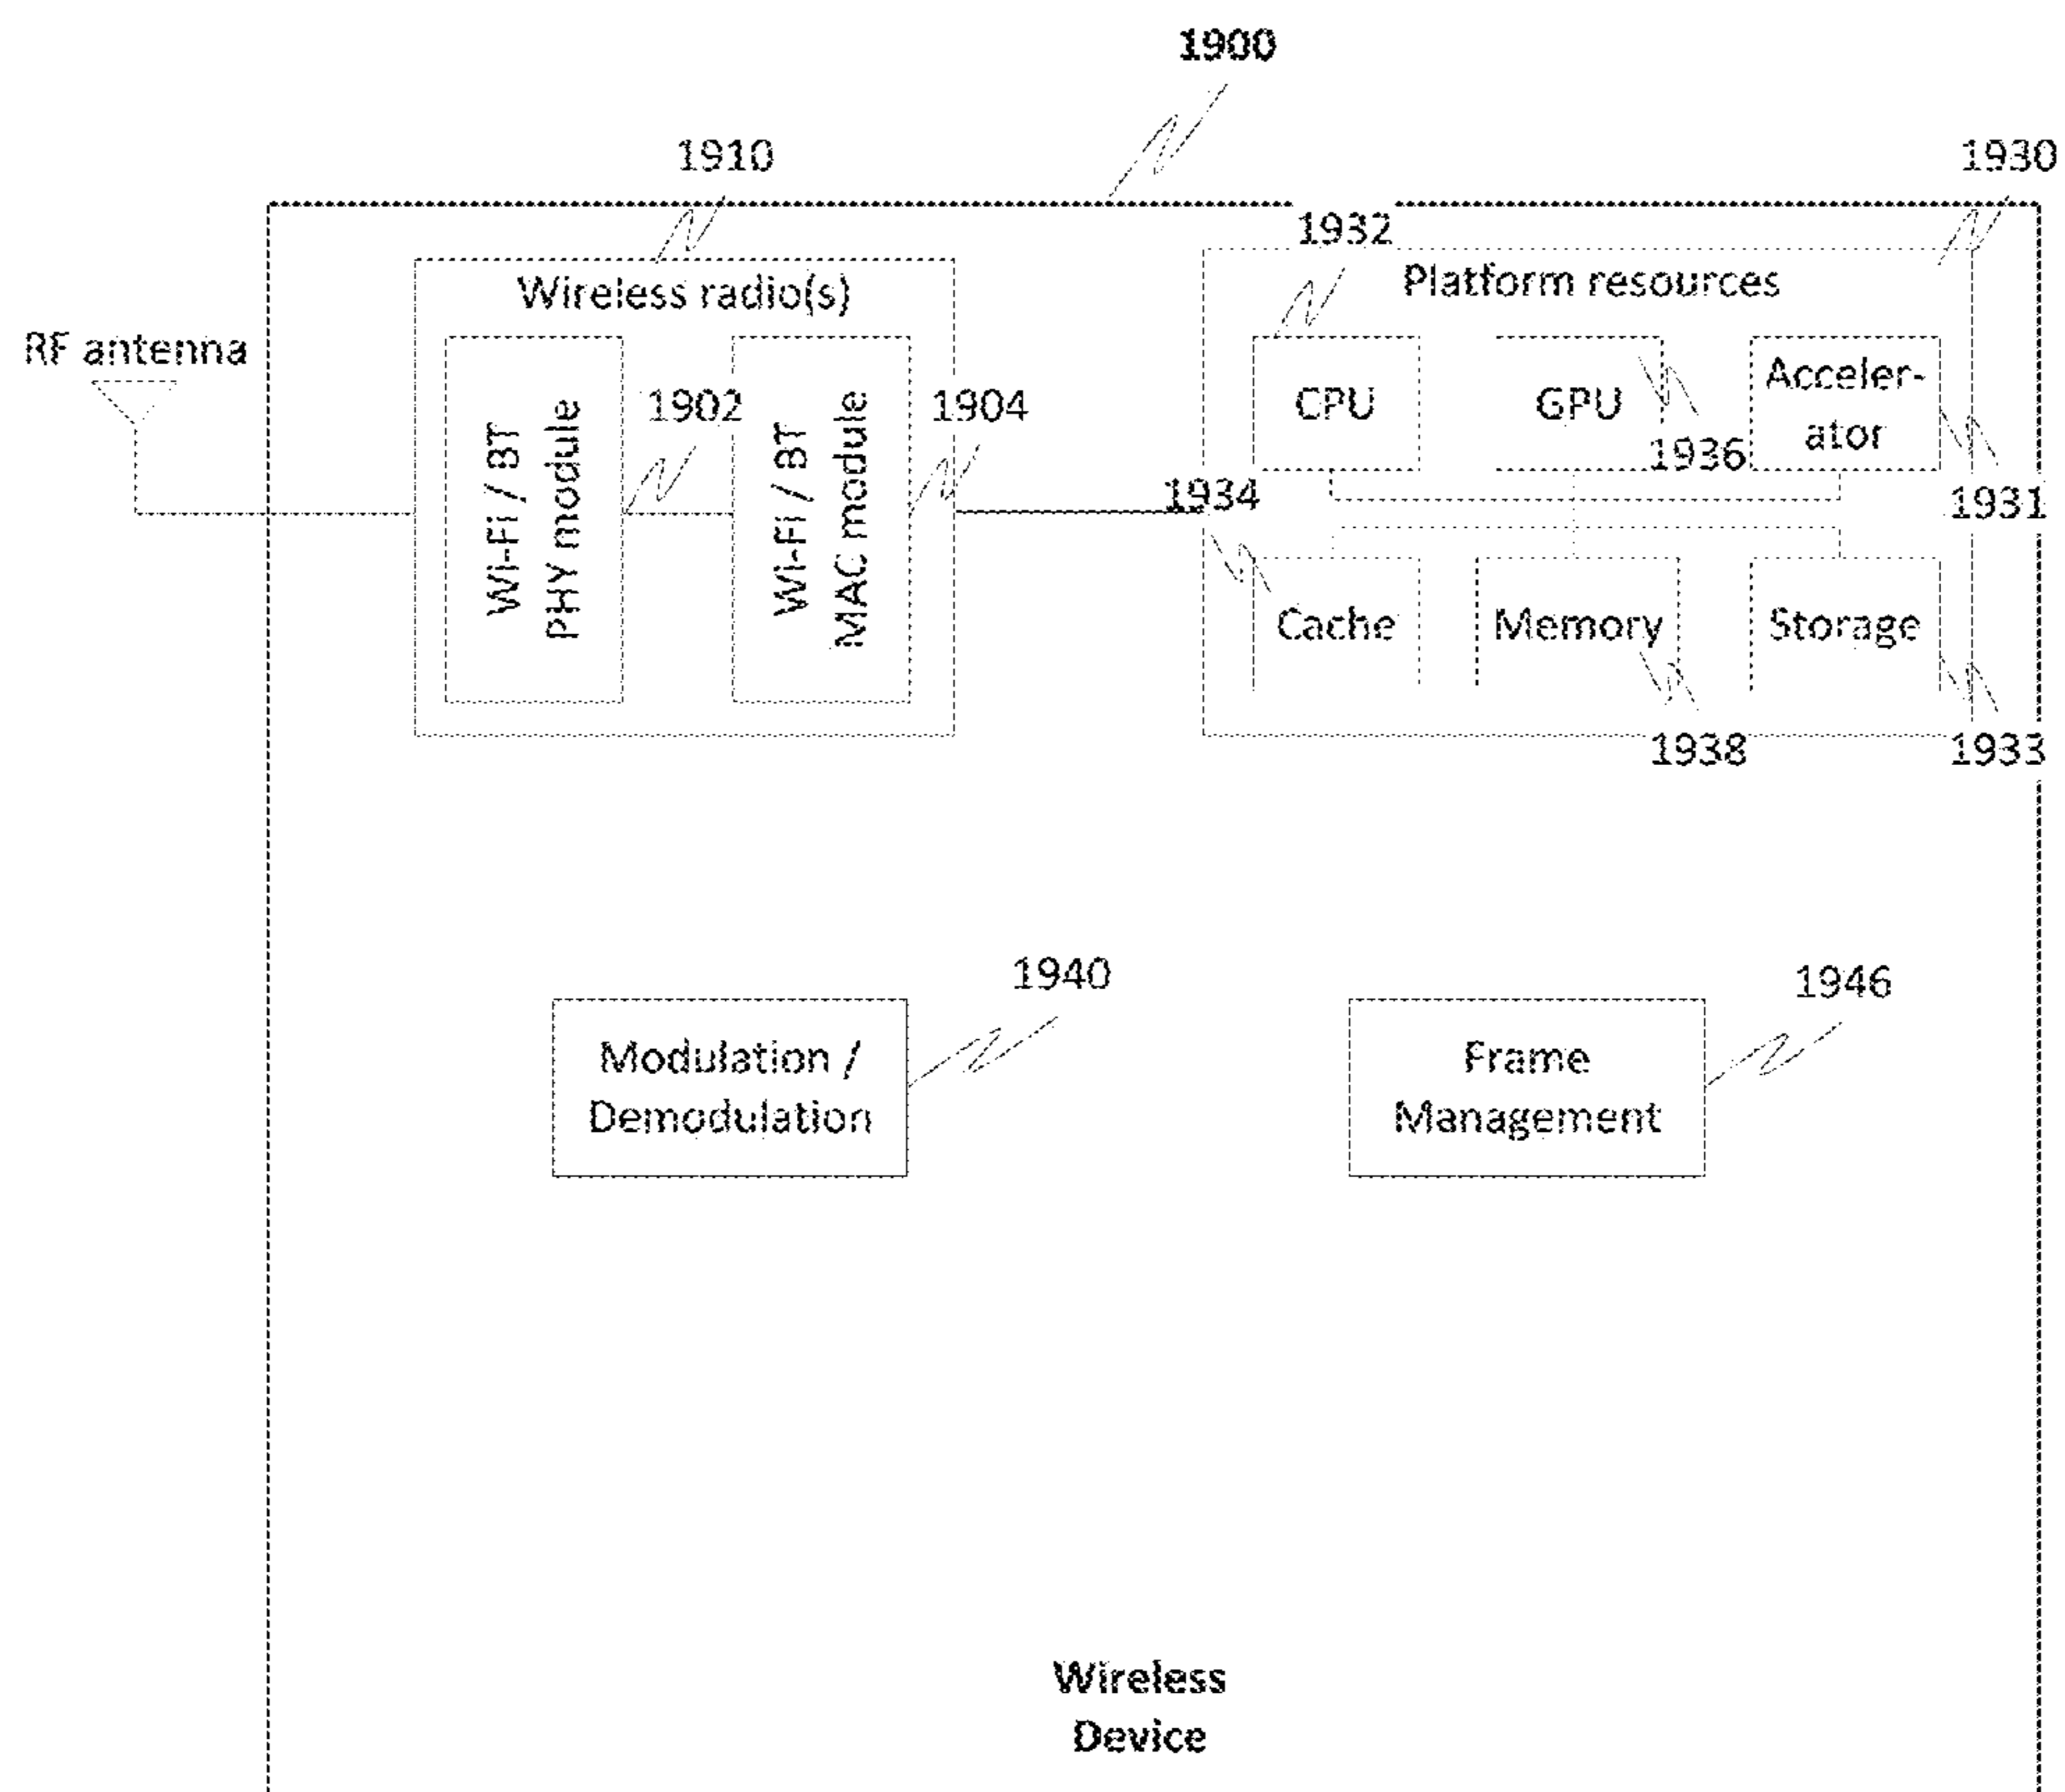 1900
1910
1930
1932
Wireless radio(s)
Platform resources
RF antenna
Wi-Fi / BT
PHY module
1902
Wi-Fi / BT
MAC module
1904
CPU
GPU
Acceler-
ator
1936
1934
1931
Cache
Memory
Storage
1938
1933
1940
1946
Modulation /
Demodulation
Frame
Management
Wireless
Device